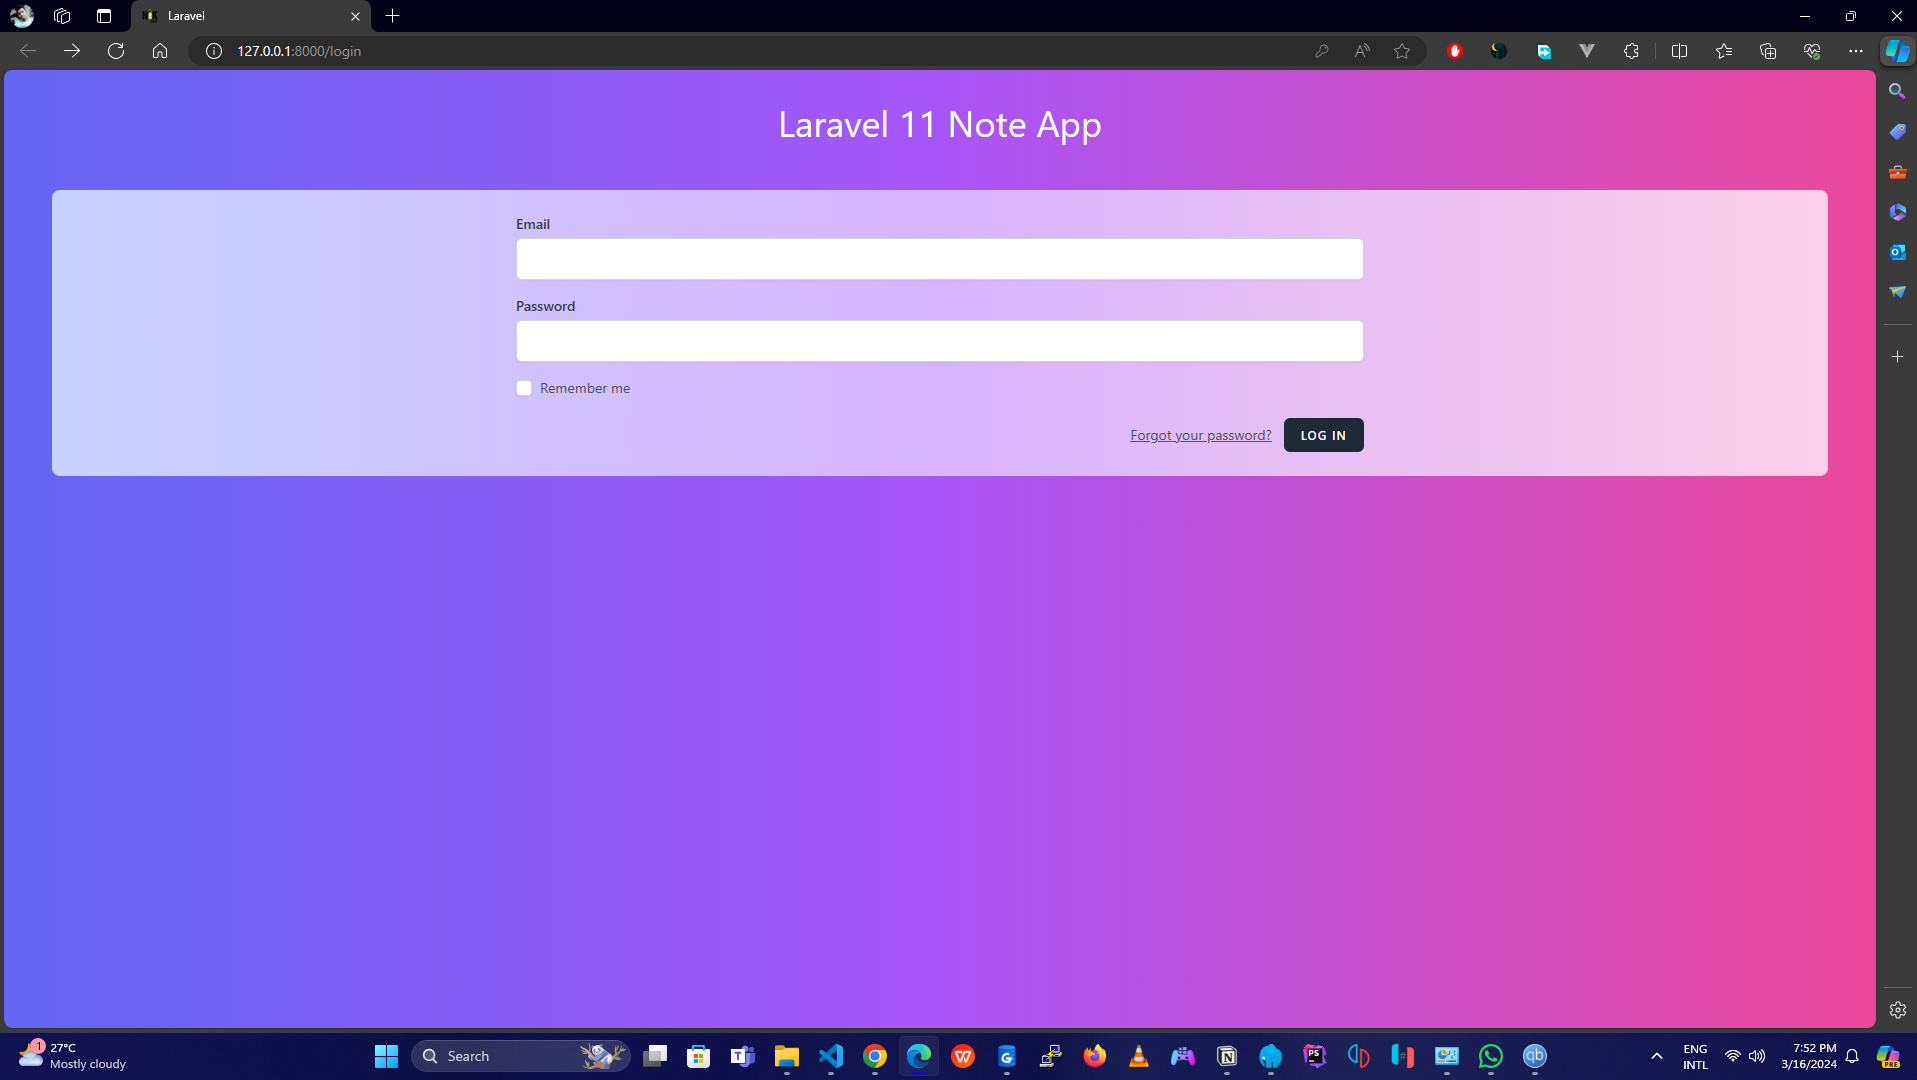 Laravel
127.0.0.1:8000/login
Laravel 11 Note App
Email
Password
Remember me
Forgot your password?
LOG IN
1
27°C
Mostly cloudy
Search
ENG
INTL
7:52 PM
3/16/2024
PRE